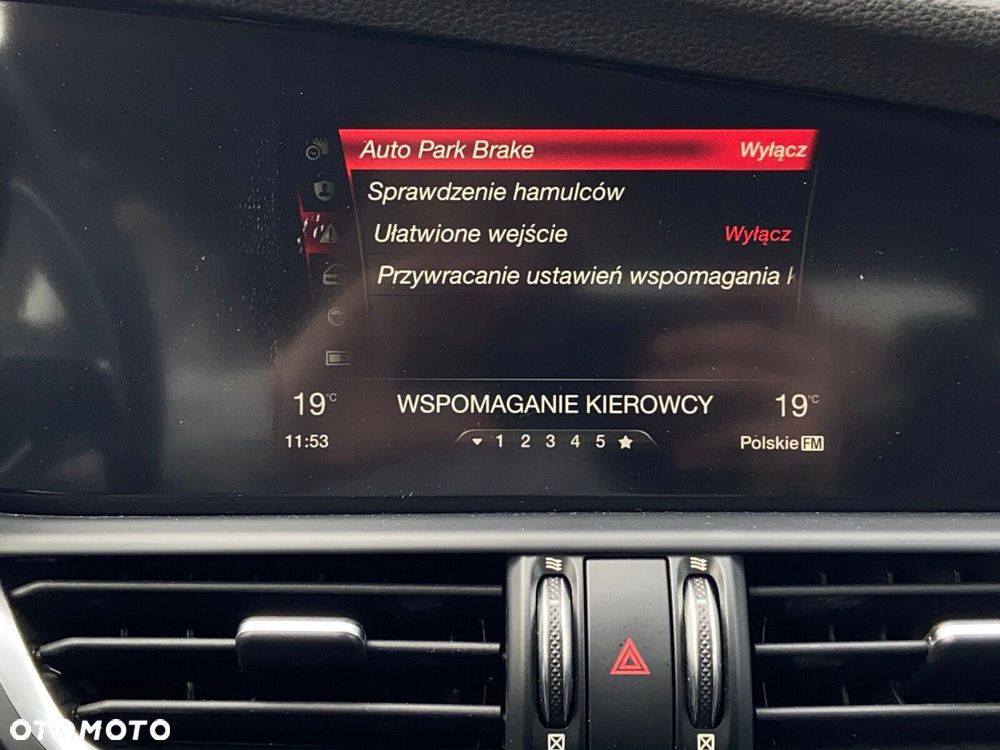 Auto Park Brake Wyłącz
Sprawdzenie hamulców
Ułatwione wejście Wyłącz
Przywracanie ustawień wspomagania k
19°C WSPOMAGANIE KIEROWCY 19°C
11:53 1 2 3 4 5 Polskie FM
OTOMOTO